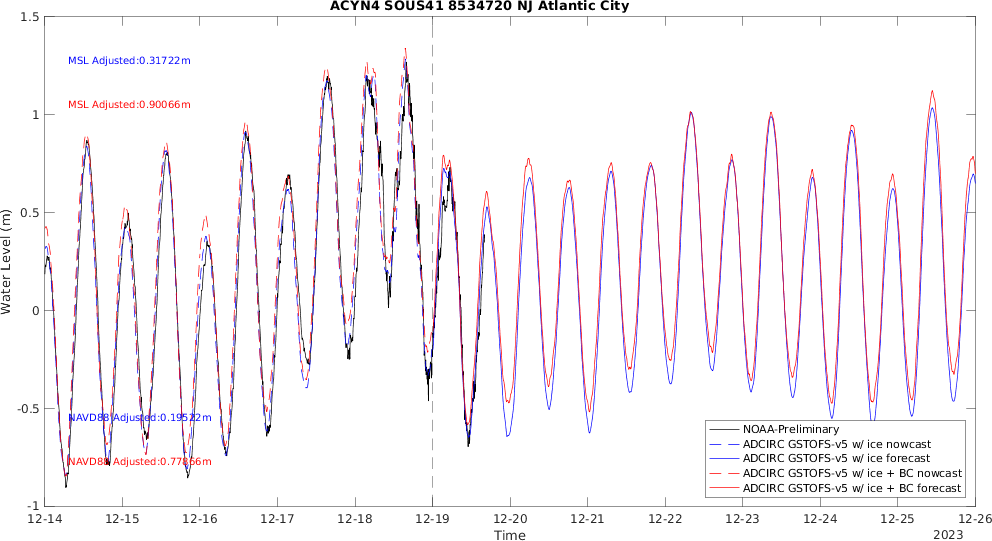 ACYN4 SOUS41 8534720 NJ Atlantic City
1.5
MSL Adjusted:0.31722m
MSL Adjusted:0.90066m
1
0.5
Water Level (m)
0
-0.5
NAVD88 Adjusted:0.19522m
NAVD88 Adjusted:0.77866m
NOAA-Preliminary
ADCIRC GSTOFS-v5 w/ ice nowcast
ADCIRC GSTOFS-v5 w/ ice forecast
ADCIRC GSTOFS-v5 w/ ice + BC nowcast
ADCIRC GSTOFS-v5 w/ ice + BC forecast
-1
12-14 12-15 12-16 12-17 12-18 12-19 12-20 12-21 12-22 12-23 12-24 12-25 12-26
Time
2023